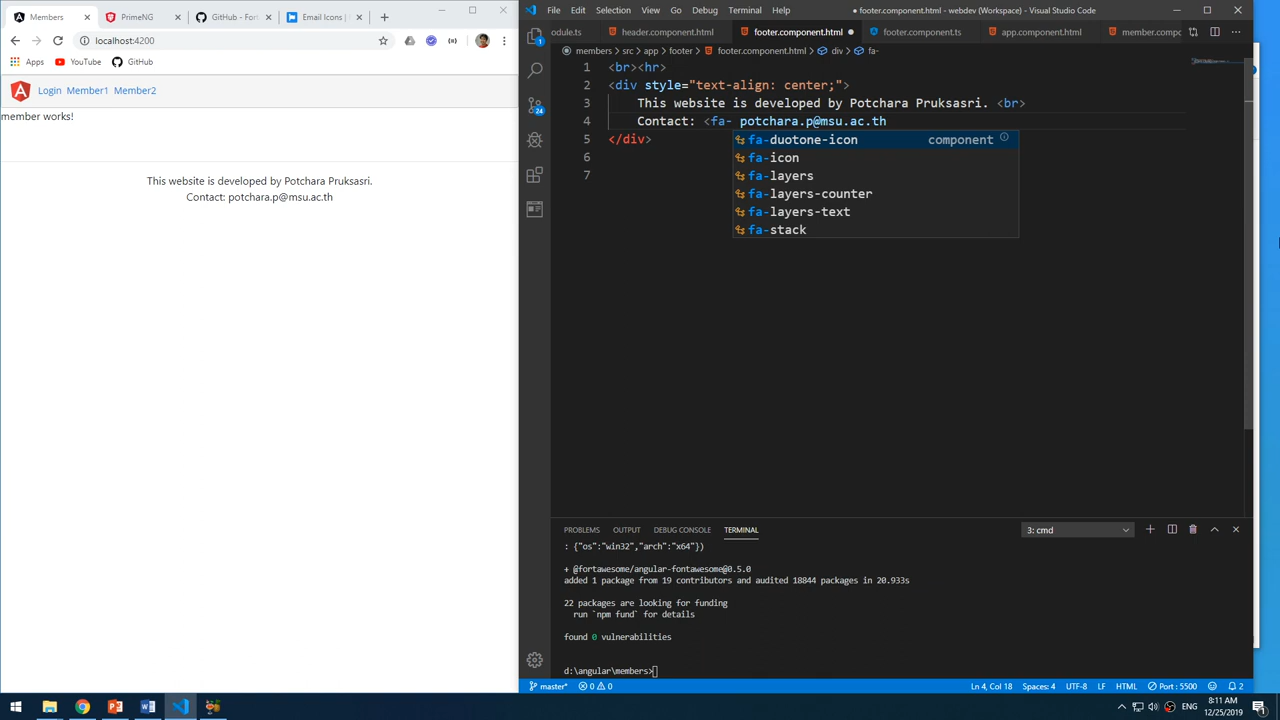 Members
PrimeNG
GitHub - For
Email Icons |
localhost:4200
Apps
YouTube
GitHub
Login Member1 Member2
member works!
This website is developed by Potchara Pruksasri.
Contact: potchara.p@msu.ac.th
File Edit Selection View Go Debug Terminal Help
● footer.component.html - webdev (Workspace) - Visual Studio Code
odule.ts
header.component.html
footer.component.html ●
footer.component.ts
app.component.html
member.compo
members > src > app > footer > footer.component.html > div > fa-
1 <br><hr>
2 <div style="text-align: center;">
3 This website is developed by Potchara Pruksasri. <br>
4 Contact: <fa- potchara.p@msu.ac.th
5 </div>
6
7
fa-duotone-icon component
fa-icon
fa-layers
fa-layers-counter
fa-layers-text
fa-stack
1
24
PROBLEMS OUTPUT DEBUG CONSOLE TERMINAL
3: cmd
: {"os":"win32","arch":"x64"})
+ @fortawesome/angular-fontawesome@0.5.0
added 1 package from 19 contributors and audited 18844 packages in 20.933s
22 packages are looking for funding
run `npm fund` for details
found 0 vulnerabilities
d:\angular\members>
master* 0 0
Ln 4, Col 18 Spaces: 4 UTF-8 LF HTML Port : 5500 2
ENG
8:11 AM
12/25/2019
1